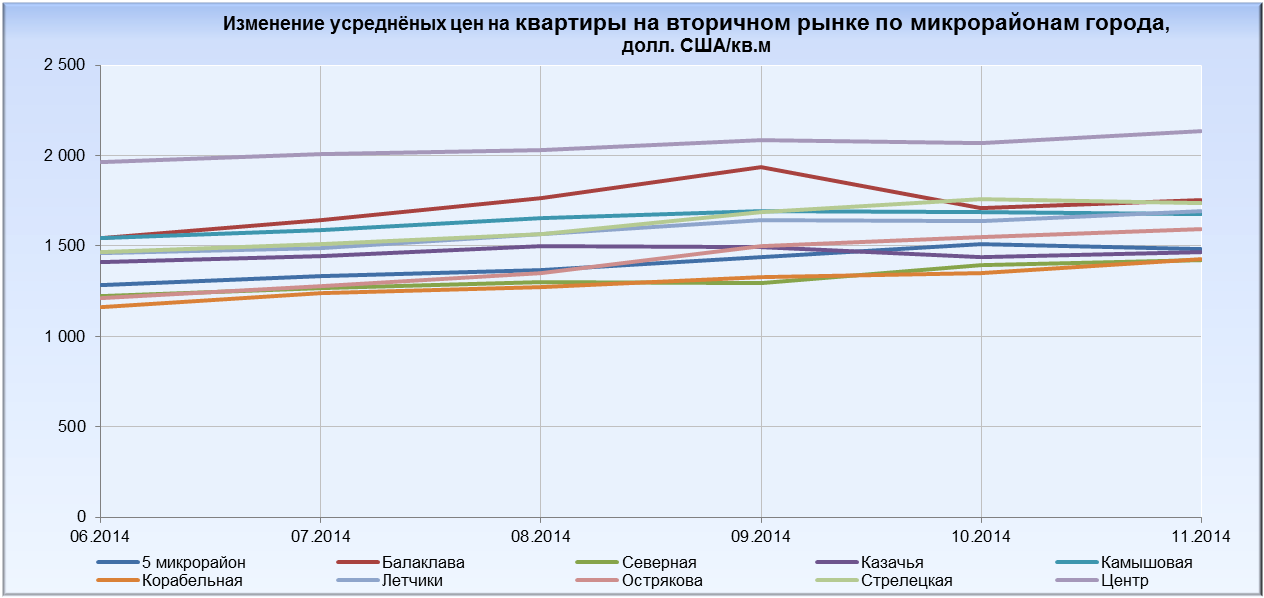 Изменение усреднёных цен на квартиры на вторичном рынке по микрорайонам города,
долл. США/кв.м
2 500
2 000
1 500
1 000
500
0
06.2014 07.2014 08.2014 09.2014 10.2014 11.2014
5 микрорайон Балаклава Северная Казачья Камышовая
Корабельная Летчики Острякова Стрелецкая Центр